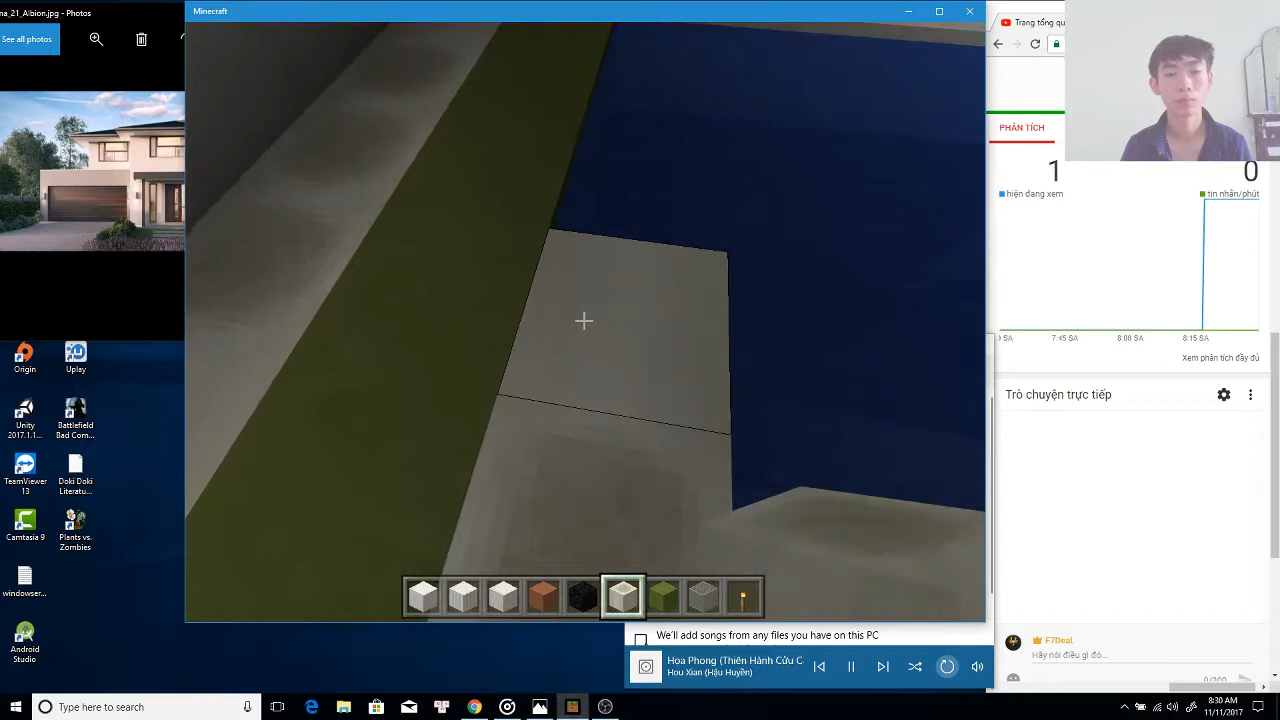 na_21_Albion.jpg - Photos
See all photos
Minecraft
Trang tổng qu
PHÂN TÍCH
1
0
hiện đang xem
tin nhắn/phút
SA
7:45 SA
8:00 SA
8:15 SA
Xem phân tích đầy đủ
Trò chuyện trực tiếp
Origin
Uplay
Unity
2017.1.1...
Battlefield
Bad Com...
TeamViewer
13
Doki Doki
Literatu...
Camtasia 9
Plants vs.
Zombies
windowser...
Android
Studio
We'll add songs from any files you have on this PC
Họa Phong (Thiên Hành Cửu C
Hou Xian (Hậu Huyền)
F7Deal
Hãy nói điều gì đó...
0/200
Type here to search
8:30 AM
11/11/2017